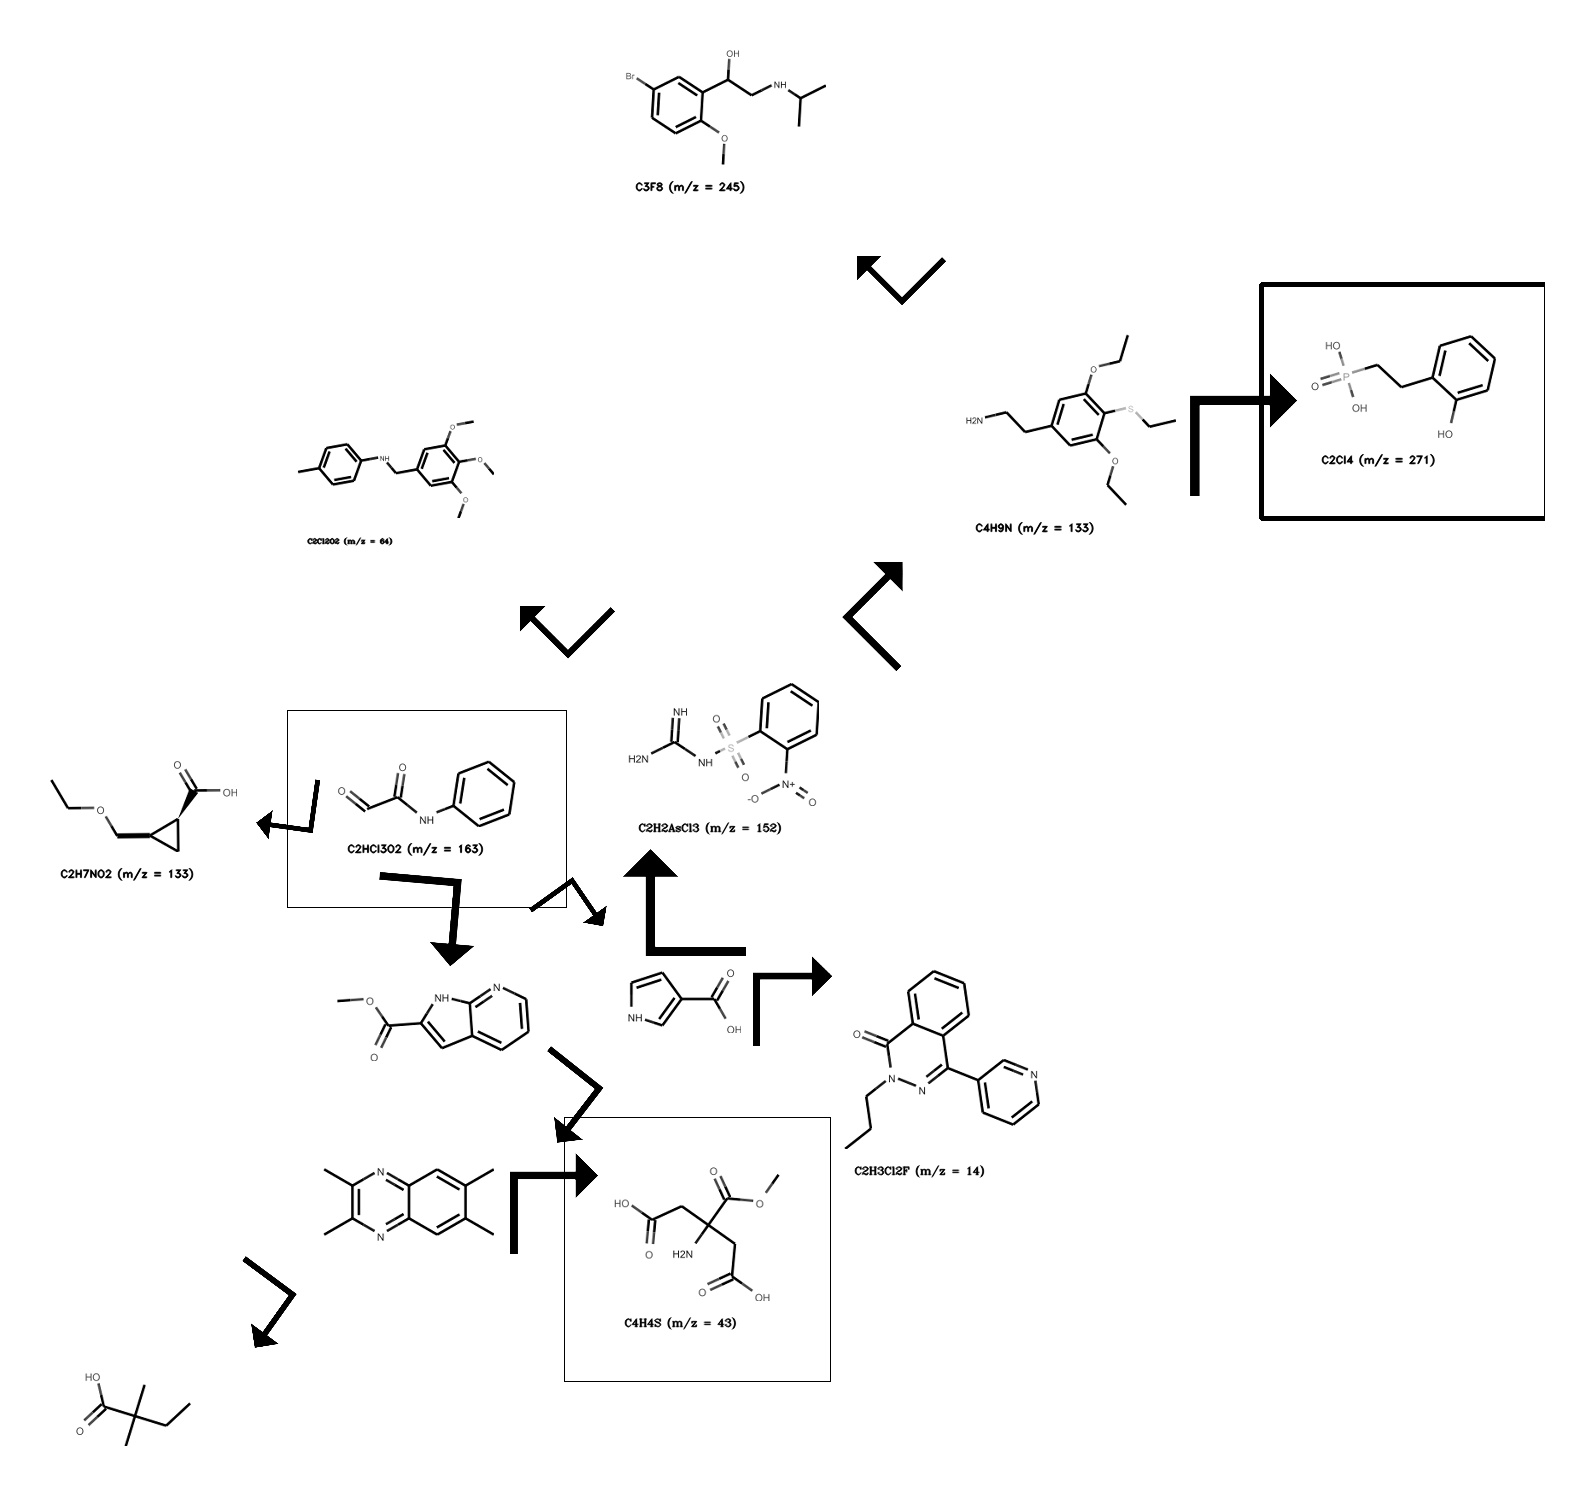 OH
Br
NH
O
C3F8 (m/z = 245)
HO
O
P
OH
HO
C2Cl4 (m/z = 271)
O
H2N
S
O
C4H9N (m/z = 133)
O
NH
O
O
C2Cl2O2 (m/z = 64)
NH
O
H2N
NH
S
O
N+
-O
O
C2H2AsCl3 (m/z = 152)
O
OH
O
C2H7NO2 (m/z = 133)
O
O
NH
C2HCl3O2 (m/z = 163)
O
NH
N
O
O
NH
OH
O
N
N
N
C2H3Cl2F (m/z = 14)
N
N
O
HO
O
O
H2N
O
OH
C4H4S (m/z = 43)
HO
O